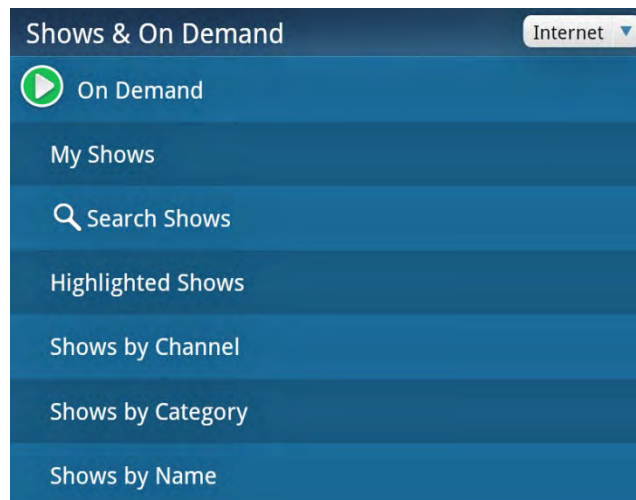 Shows & On Demand Internet
On Demand
My Shows
Search Shows
Highlighted Shows
Shows by Channel
Shows by Category
Shows by Name